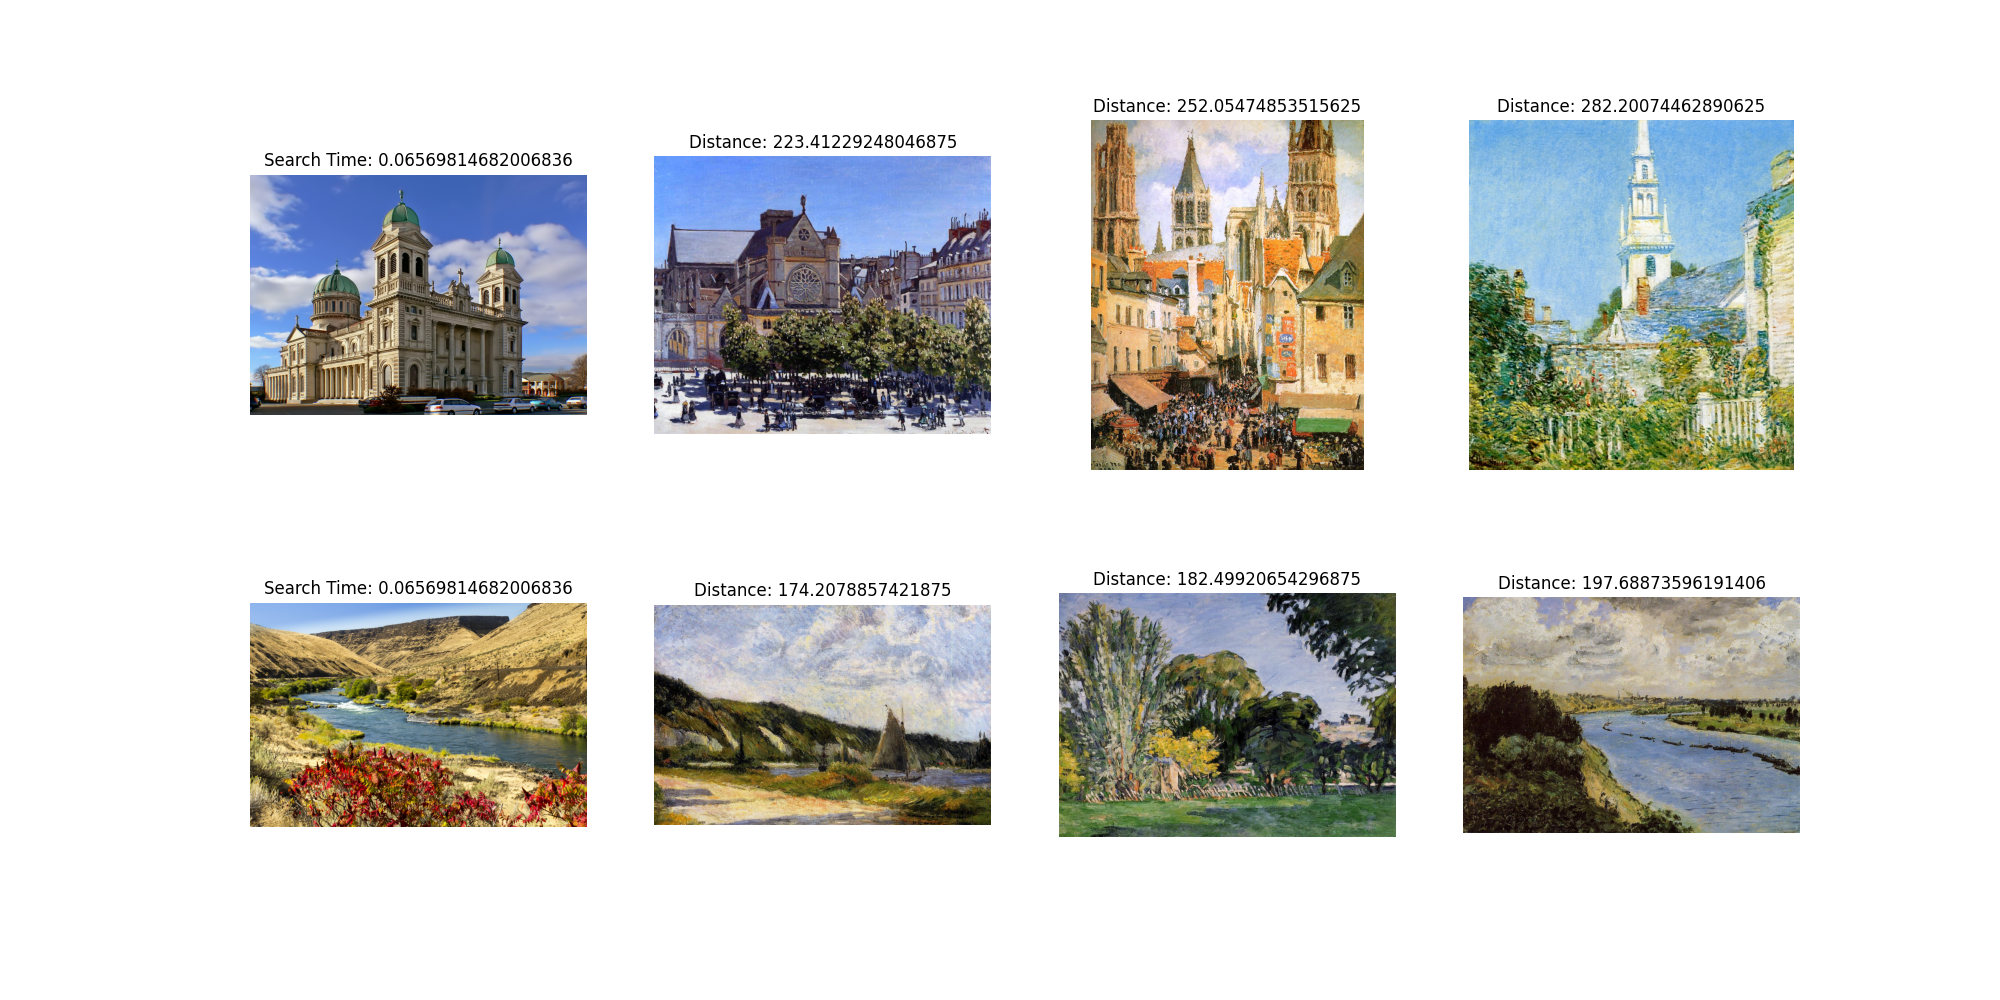 Search Time: 0.06569814682006836
Distance: 223.41229248046875
Distance: 252.05474853515625
Distance: 282.20074462890625
Search Time: 0.06569814682006836
Distance: 174.2078857421875
Distance: 182.49920654296875
Distance: 197.68873596191406